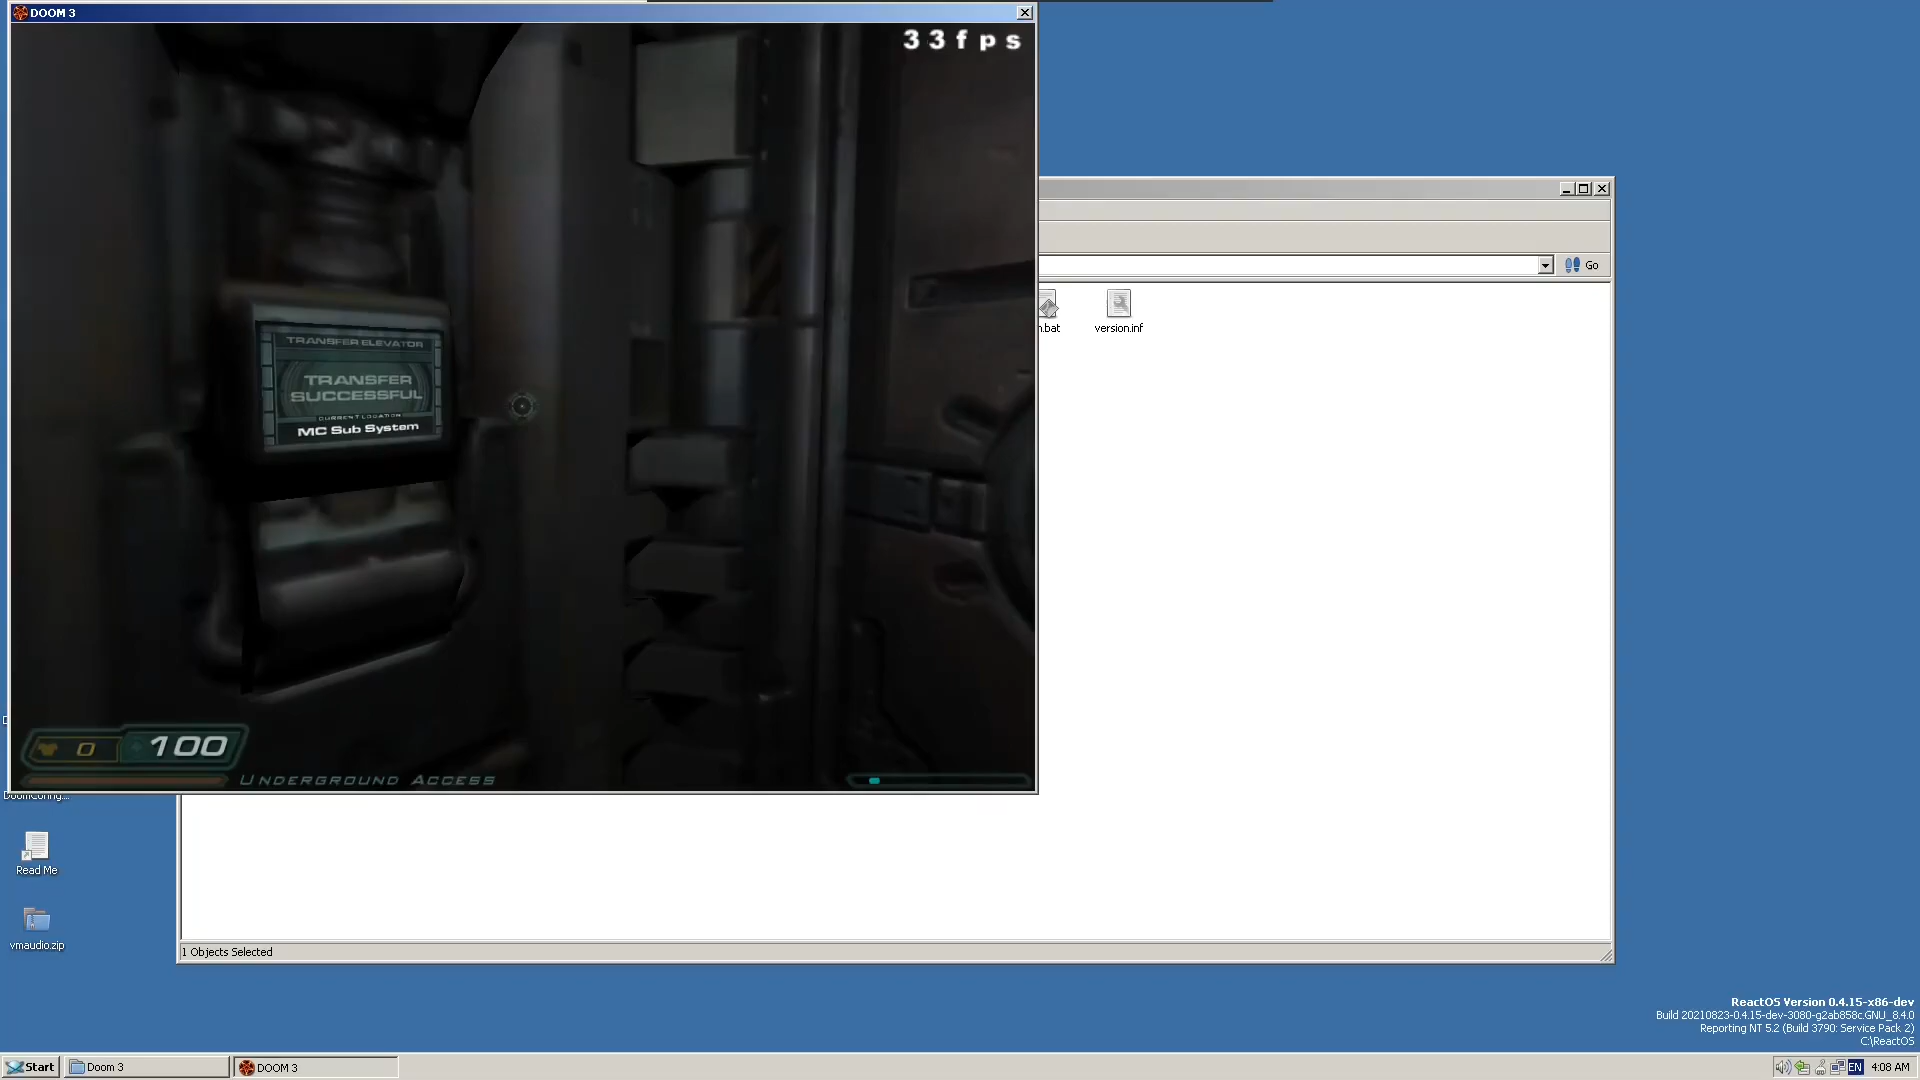 DOOM 3
33fps
TRANSFER ELEVATOR
TRANSFER
SUCCESSFUL
CURRENT LOCATION
MC Sub System
0
100
UNDERGROUND ACCESS
Go
version.inf
Read Me
vmaudio.zip
1 Objects Selected
ReactOS Version 0.4.15-x86-dev
Build 20210823-0.4.15-dev-3080-g2ab858c.GNU_8.4.0
Reporting NT 5.2 (Build 3790: Service Pack 2)
C:\ReactOS
Start
Doom 3
DOOM 3
EN
4:08 AM